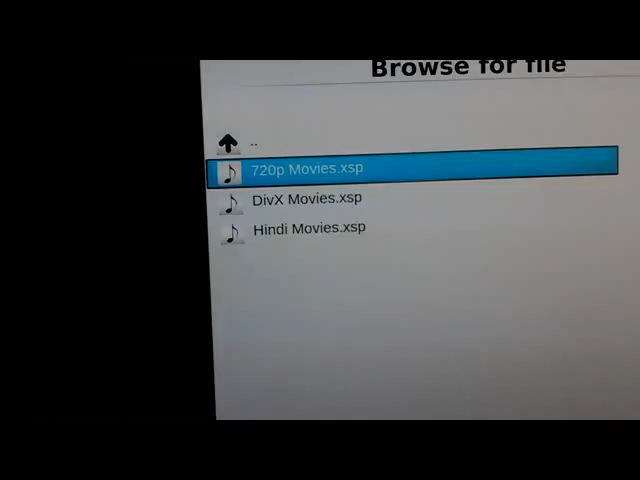 Browse for file
..
720p Movies.xsp
DivX Movies.xsp
Hindi Movies.xsp